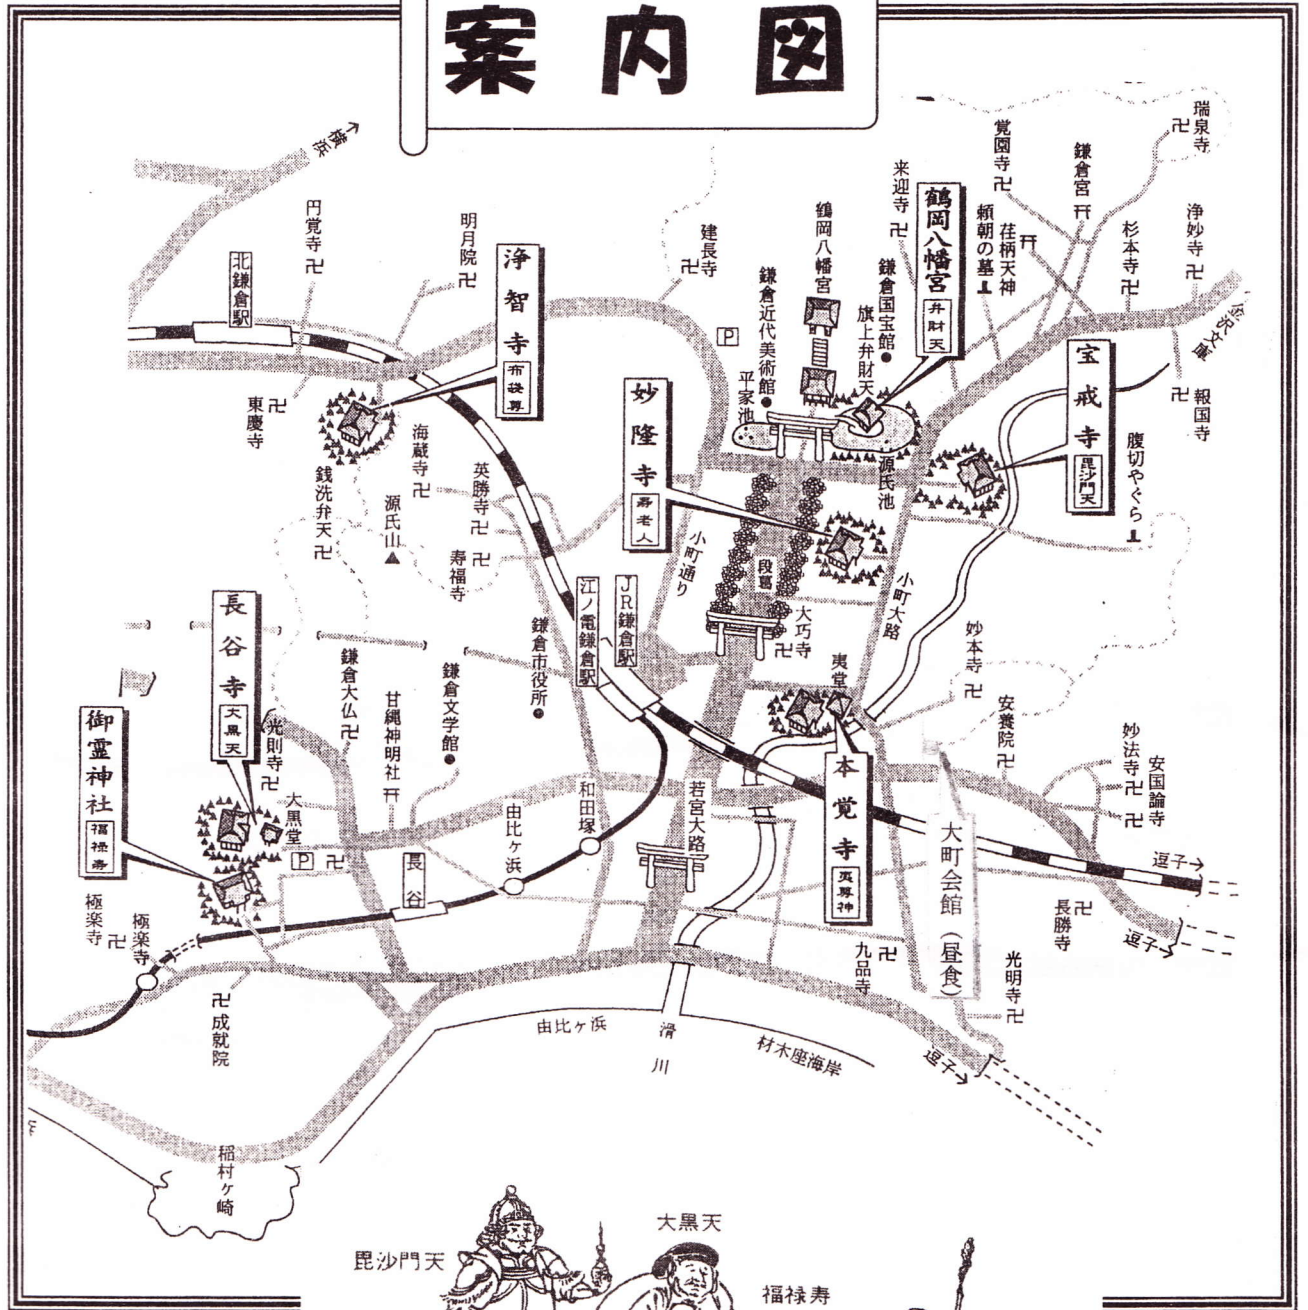 案内図
↑横浜
北鎌倉駅
円覚寺
明月院
浄智寺
布袋尊
建長寺
鶴岡八幡宮
鎌倉近代美術館
平家池
旗上弁財天
鎌倉国宝館
来迎寺
鶴岡八幡宮
弁財天
源氏池
頼朝の墓
荏柄天神
覚園寺
鎌倉宮
瑞泉寺
杉本寺
浄妙寺
金沢文庫
報国寺
宝戒寺
毘沙門天
腹切やぐら
東慶寺
銭洗弁天
源氏山
海蔵寺
英勝寺
寿福寺
妙隆寺
寿老人
P
小町通り
段葛
小町大路
大巧寺
江ノ電鎌倉駅
JR鎌倉駅
鎌倉市役所
夷堂
妙本寺
本覚寺
夷尊神
安養院
妙法寺
安国論寺
長谷寺
大黒天
光則寺
鎌倉大仏
甘縄神明社
鎌倉文学館
御霊神社
福禄寿
大黒堂
P
長谷
由比ヶ浜
和田塚
若宮大路
大町会館(昼食)
逗子→
長勝寺
逗子→
極楽寺
極楽寺
成就院
九品寺
光明寺
由比ヶ浜
滑川
材木座海岸
逗子→
稲村ヶ崎
毘沙門天
大黒天
福禄寿